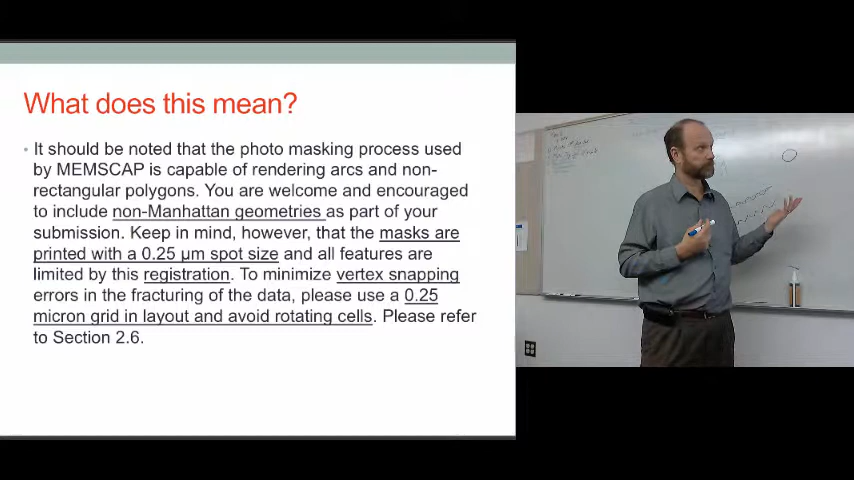 What does this mean?
• It should be noted that the photo masking process used
by MEMSCAP is capable of rendering arcs and non-
rectangular polygons. You are welcome and encouraged
to include non-Manhattan geometries as part of your
submission. Keep in mind, however, that the masks are
printed with a 0.25 µm spot size and all features are
limited by this registration. To minimize vertex snapping
errors in the fracturing of the data, please use a 0.25
micron grid in layout and avoid rotating cells. Please refer
to Section 2.6.